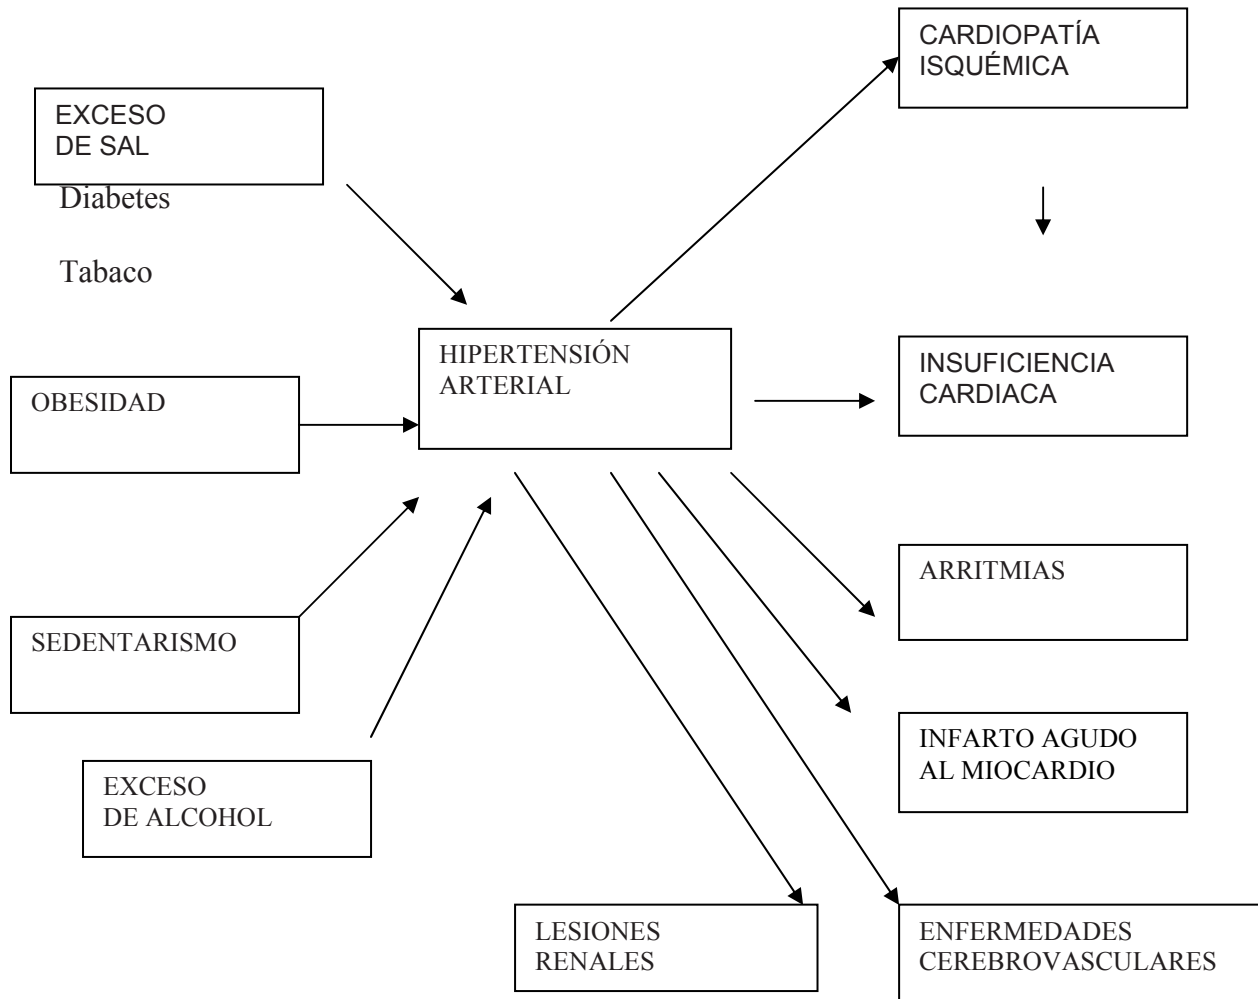 CARDIOPATÍA
ISQUÉMICA
EXCESO
DE SAL
Diabetes
Tabaco
HIPERTENSIÓN
ARTERIAL
INSUFICIENCIA
CARDIACA
OBESIDAD
ARRITMIAS
SEDENTARISMO
INFARTO AGUDO
AL MIOCARDIO
EXCESO
DE ALCOHOL
LESIONES
RENALES
ENFERMEDADES
CEREBROVASCULARES